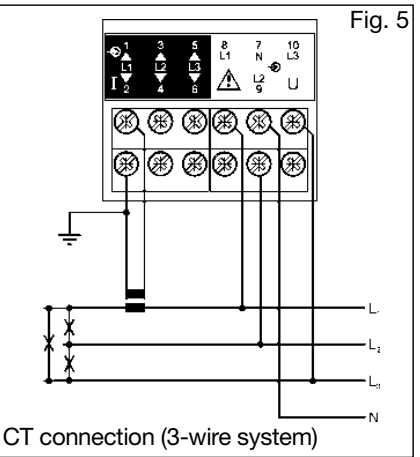 Fig. 5
1 3 5 8 7 10
L1 N L3
L1 L2 L3
I 2 4 6 L2 9 U
L1
L2
L3
N
CT connection (3-wire system)